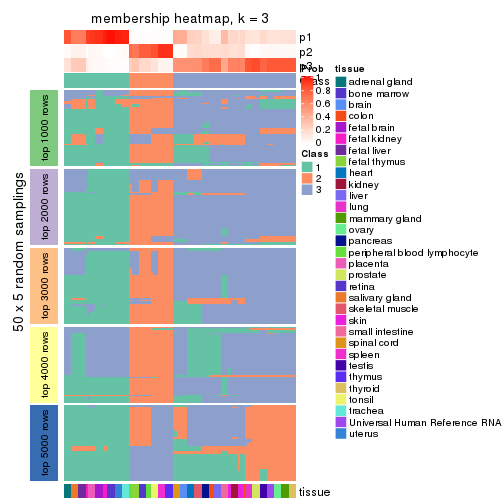 membership heatmap, k = 3
p1
p2
p3
Class
50 x 5 random samplings
top 1000 rows
top 2000 rows
top 3000 rows
top 4000 rows
top 5000 rows
Prob
1
0.8
0.6
0.4
0.2
0
Class
1
2
3
tissue
adrenal gland
bone marrow
brain
colon
fetal brain
fetal kidney
fetal liver
fetal thymus
heart
kidney
liver
lung
mammary gland
ovary
pancreas
peripheral blood lymphocyte
placenta
prostate
retina
salivary gland
skeletal muscle
skin
small intestine
spinal cord
spleen
testis
thymus
thyroid
tonsil
trachea
Universal Human Reference RNA
uterus
tissue